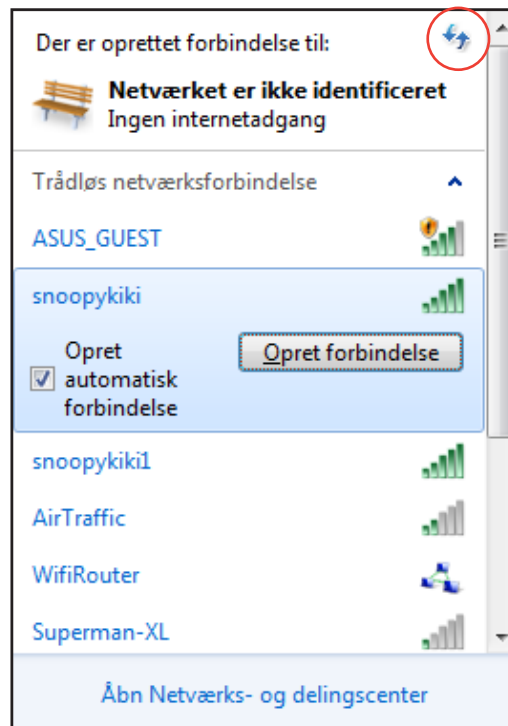 Der er oprettet forbindelse til:
Netværket er ikke identificeret
Ingen internetadgang
Trådløs netværksforbindelse
ASUS_GUEST
snoopykiki
Opret
automatisk
forbindelse
Opret forbindelse
snoopykiki1
AirTraffic
WifiRouter
Superman-XL
Åbn Netværks- og delingscenter